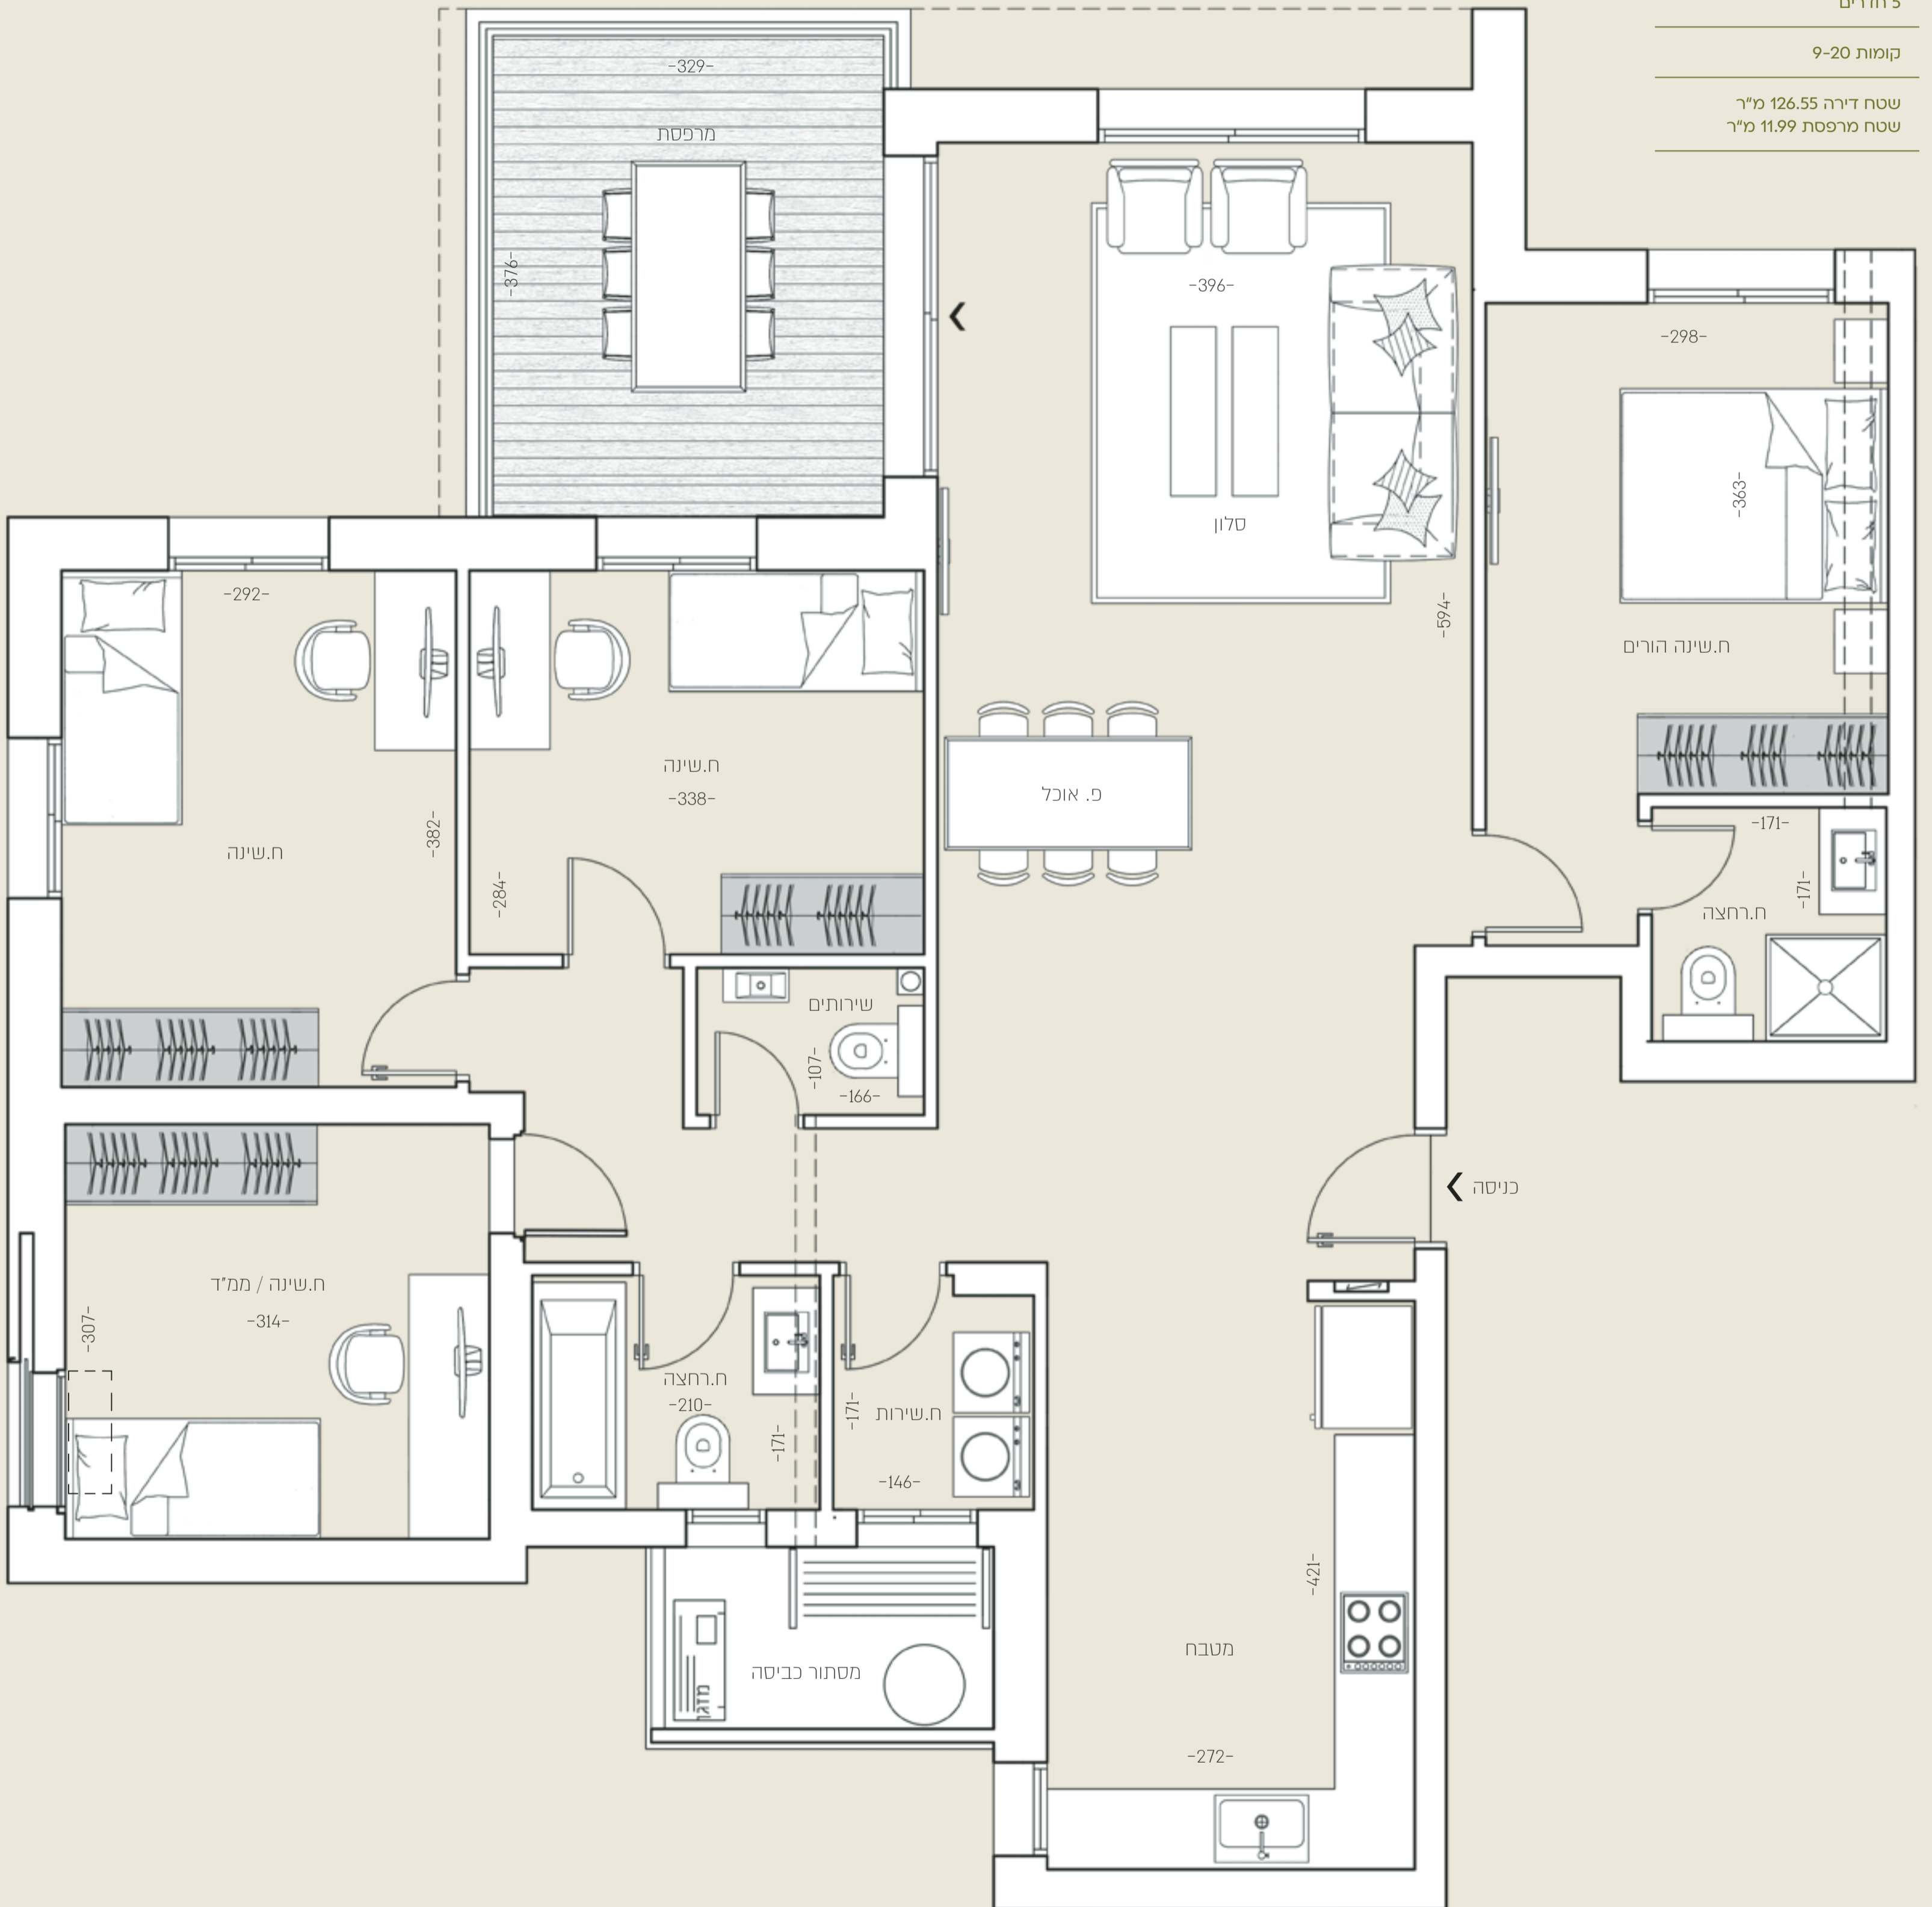 5 חדרים
קומות 9-20
שטח דירה 126.55 מ"ר
שטח מרפסת 11.99 מ"ר
-329-
מרפסת
-376-
-396-
סלון
-594-
-298-
-363-
ח.שינה הורים
-171-
-171-
ח.רחצה
-292-
-382-
ח.שינה
ח.שינה
-338-
-284-
פ. אוכל
שירותים
-107-
-166-
כניסה
ח.שינה / ממ"ד
-314-
-307-
ח.רחצה
-210-
-171-
-171-
ח.שירות
-146-
מסתור כביסה
מזגן
-421-
מטבח
-272-